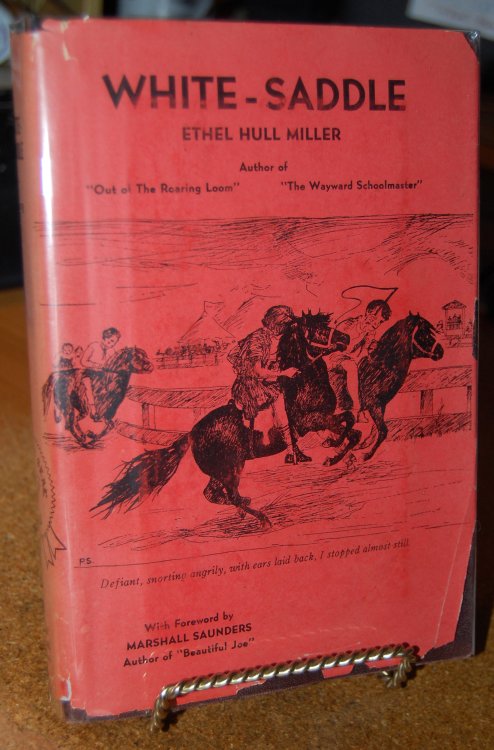 WHITE-SADDLE
ETHEL HULL MILLER
Author of
"Out of The Roaring Loom" "The Wayward Schoolmaster"
P.S.
Defiant, snorting angrily, with ears laid back, I stopped almost still.
With Foreword by
MARSHALL SAUNDERS
Author of "Beautiful Joe"